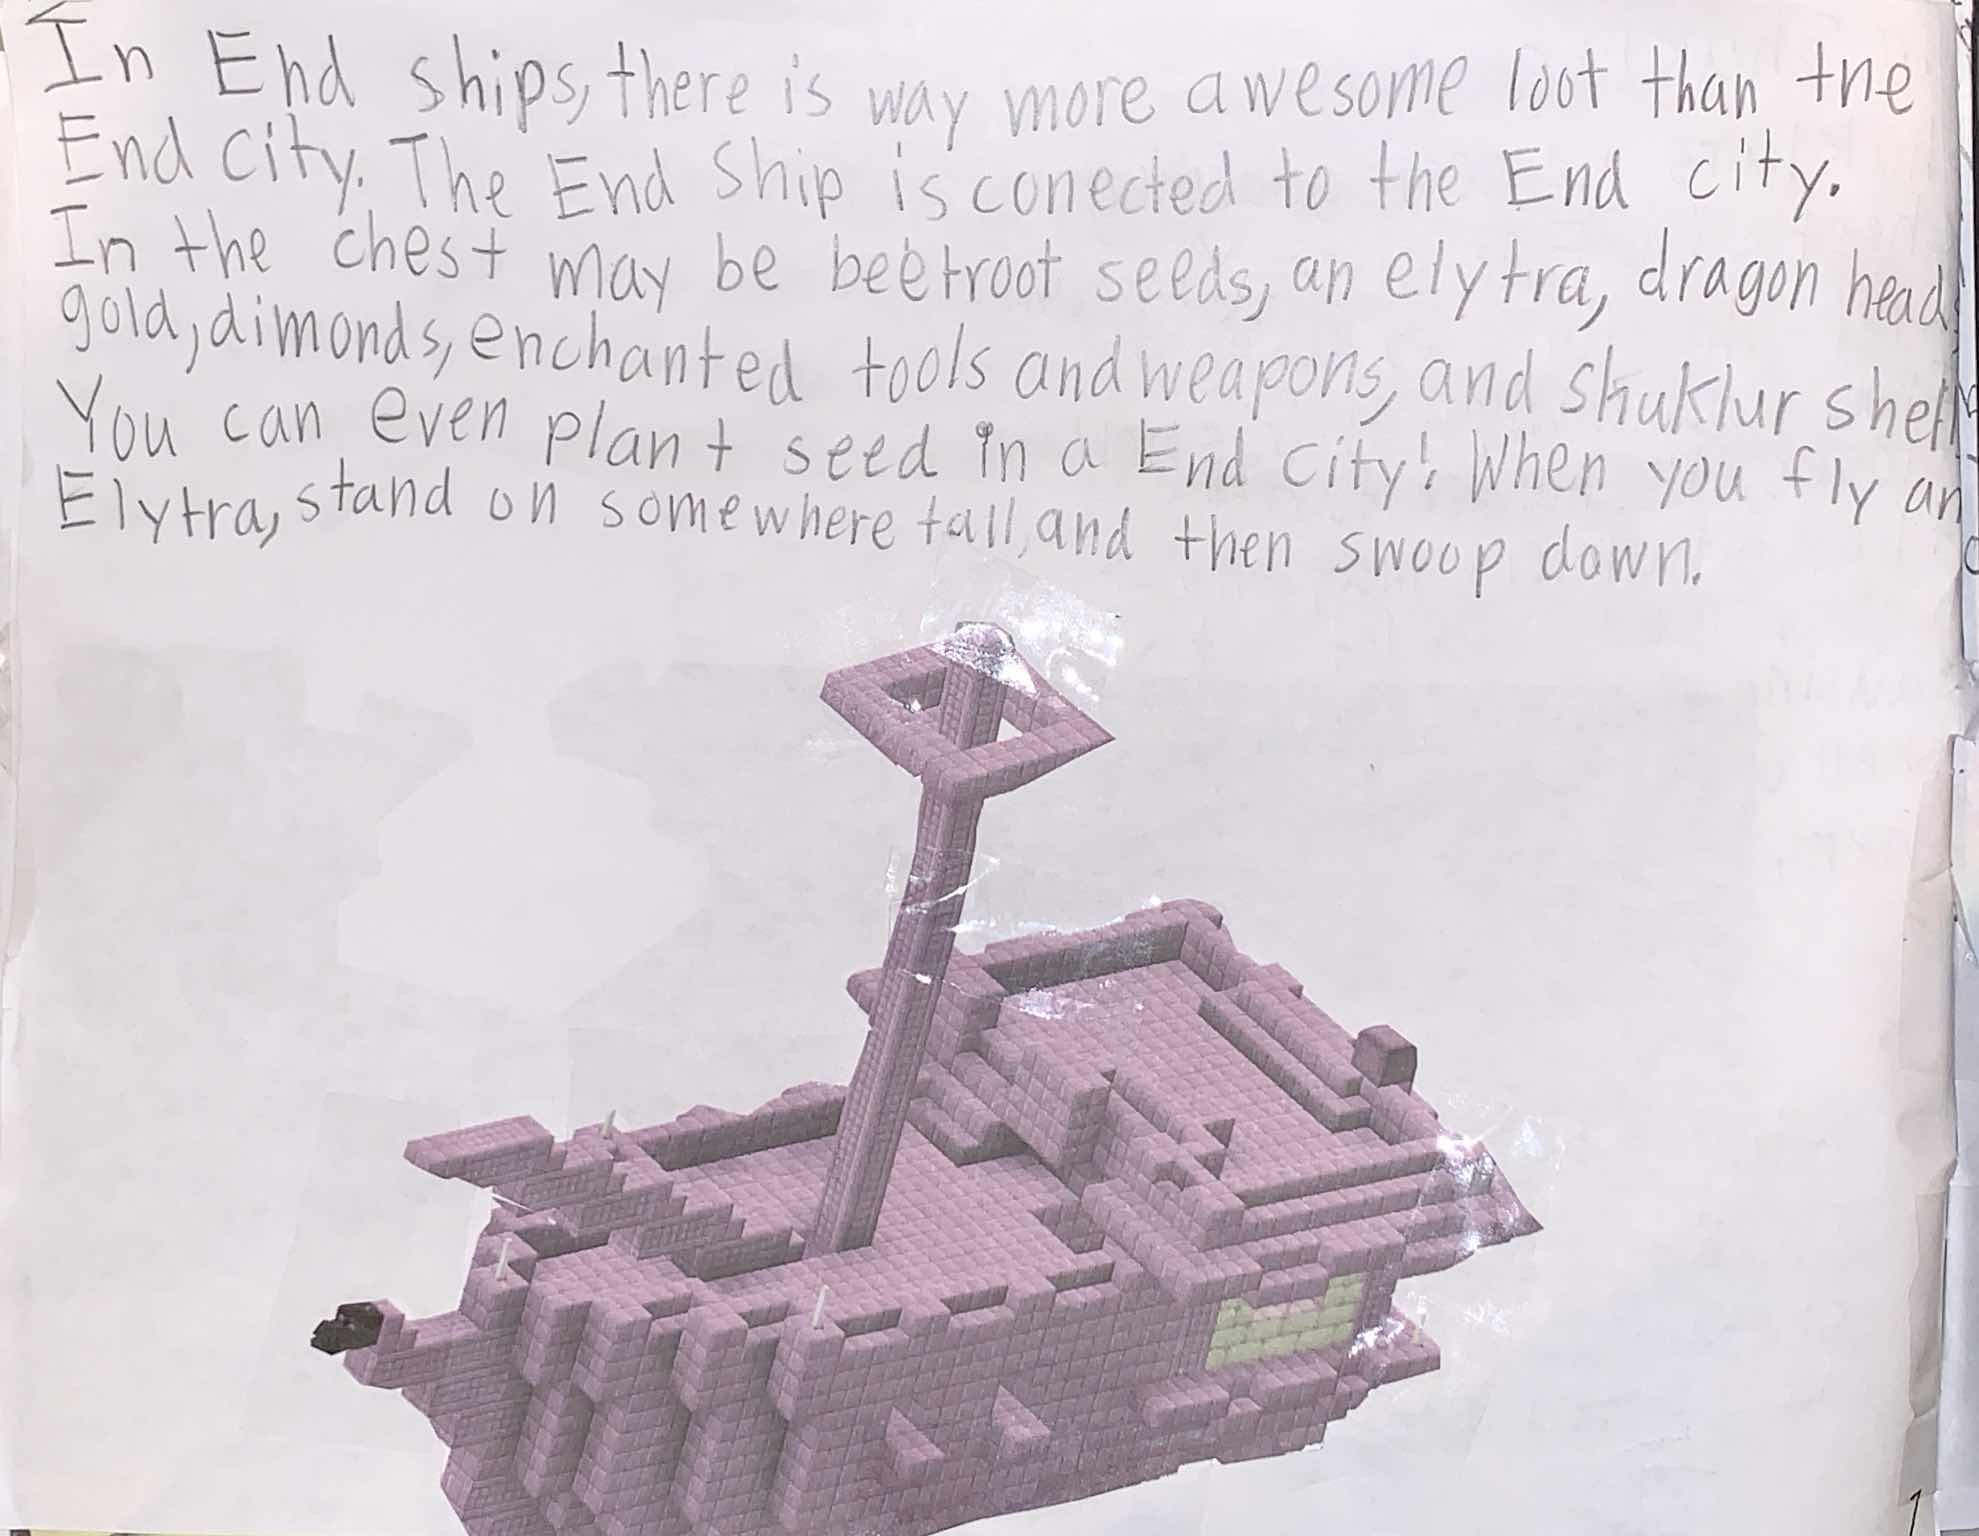 In End ships, there is way more awesome loot than the
End city. The End Ship is conected to the End city.
In the chest may be beetroot seeds, an elytra, dragon head,
gold, dimonds, enchanted tools and weapons, and shuklur shell
You can even plant seed in a End city! When you fly an
Elytra, stand on somewhere tall, and then swoop down.